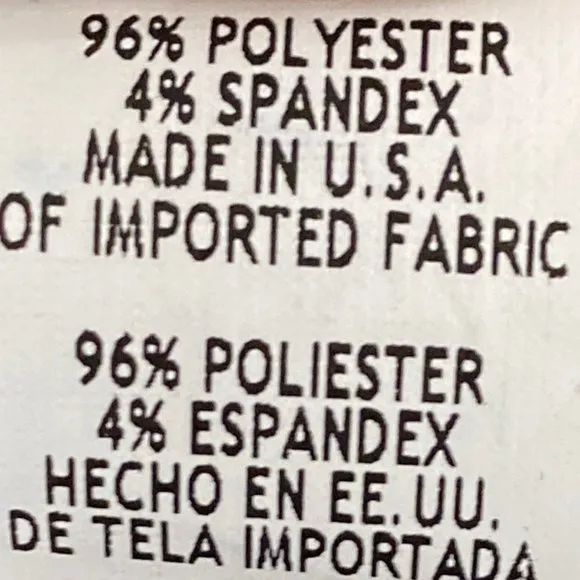 96% POLYESTER
4% SPANDEX
MADE IN U.S.A.
OF IMPORTED FABRIC
96% POLIESTER
4% ESPANDEX
HECHO EN EE.UU.
DE TELA IMPORTADA